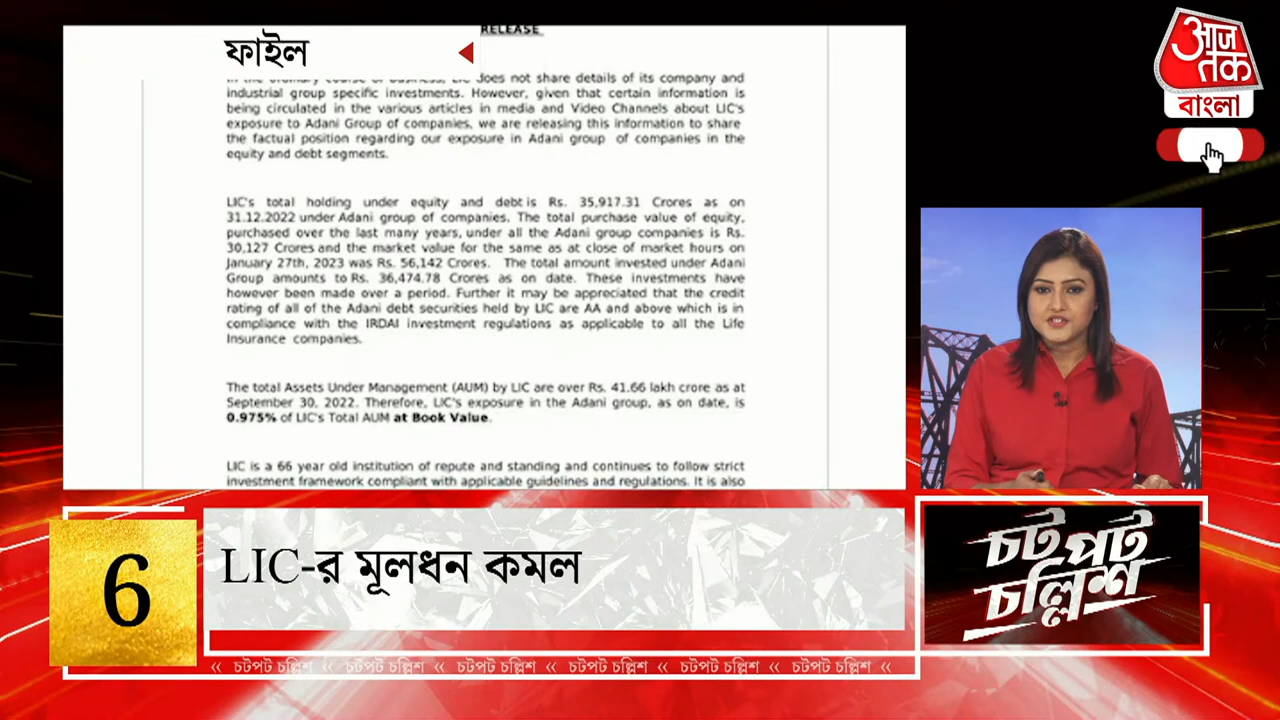 RELEASE
ফাইল
In the ordinary course of business, LIC does not share details of its company and
industrial group specific investments. However, given that certain information is
being circulated in the various articles in media and Video Channels about LIC's
exposure to Adani Group of companies, we are releasing this information to share
the factual position regarding our exposure in Adani group of companies in the
equity and debt segments.
LIC's total holding under equity and debt is Rs. 35,917.31 Crores as on
31.12.2022 under Adani group of companies. The total purchase value of equity,
purchased over the last many years, under all the Adani group companies is Rs.
30,127 Crores and the market value for the same as at close of market hours on
January 27th, 2023 was Rs. 56,142 Crores. The total amount invested under Adani
Group amounts to Rs. 36,474.78 Crores as on date. These investments have
however been made over a period. Further it may be appreciated that the credit
rating of all of the Adani debt securities held by LIC are AA and above which is in
compliance with the IRDAI investment regulations as applicable to all the Life
Insurance companies.
The total Assets Under Management (AUM) by LIC are over Rs. 41.66 lakh crore as at
September 30, 2022. Therefore, LIC's exposure in the Adani group, as on date, is
0.975% of LIC's Total AUM at Book Value.
LIC is a 66 year old institution of repute and standing and continues to follow strict
investment framework compliant with applicable guidelines and regulations. It is also
आज
तक
বাংলা
6
LIC-র মূলধন কমল
চটপট
চল্লিশ
« চটপট চল্লিশ « চটপট চল্লিশ « চটপট চল্লিশ « চটপট চল্লিশ « চটপট চল্লিশ « চটপট চল্লিশ «